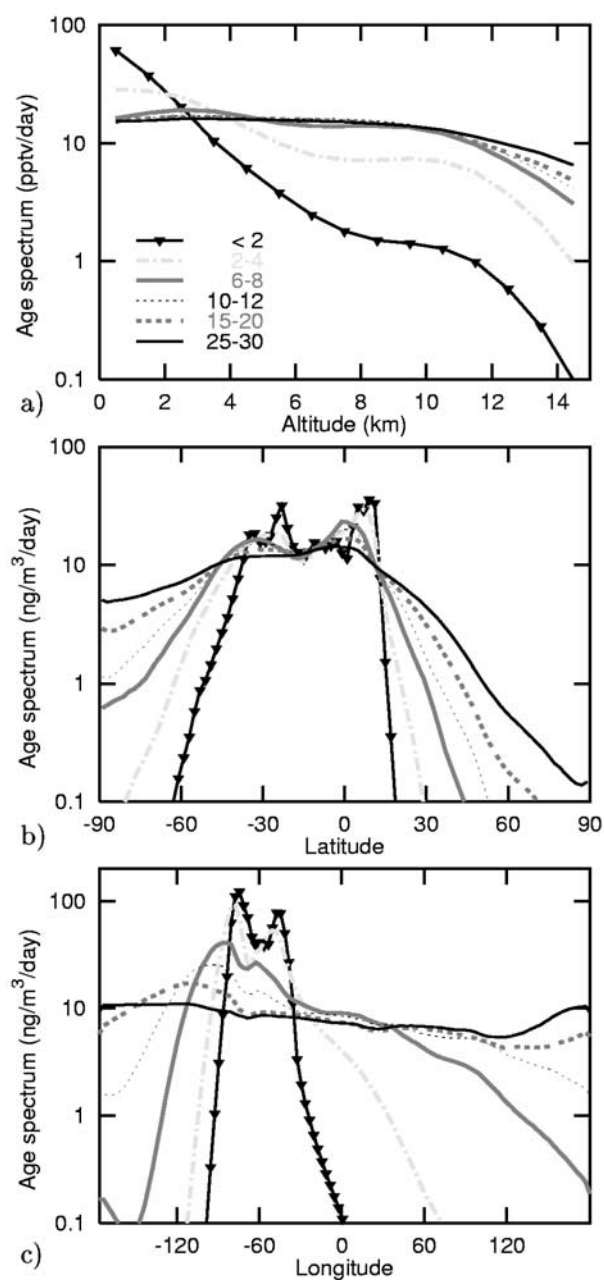 100
10
1
0.1
Age spectrum (pptv/day)
< 2
2-4
6-8
10-12
15-20
25-30
0 2 4 6 8 10 12 14
a)
Altitude (km)
100
10
1
0.1
Age spectrum (ng/m³/day)
-90 -60 -30 0 30 60 90
b)
Latitude
100
10
1
0.1
Age spectrum (ng/m³/day)
-120 -60 0 60 120
c)
Longitude